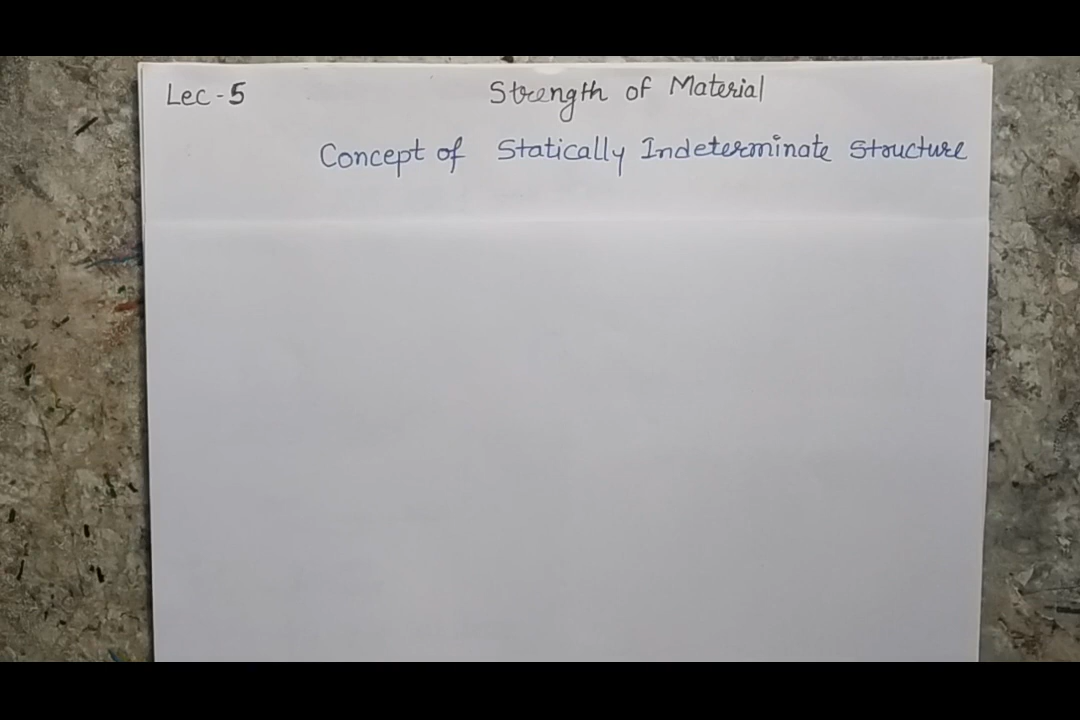 Lec - 5 Strength of Material
Concept of Statically Indeterminate Structure